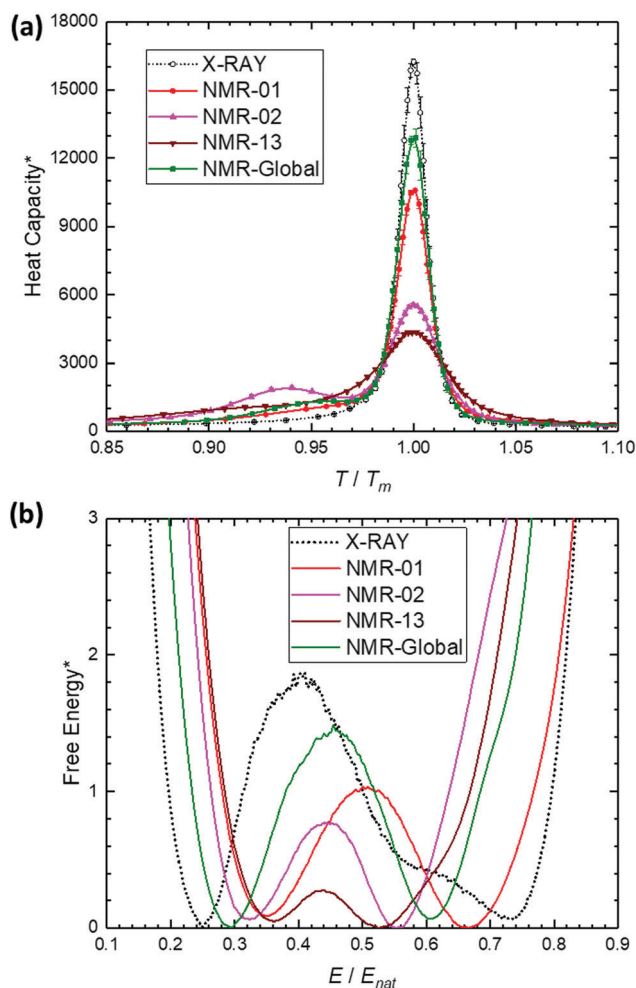 (a)
18000
15000
12000
9000
6000
3000
0
Heat Capacity*
X-RAY
NMR-01
NMR-02
NMR-13
NMR-Global
0.85 0.90 0.95 1.00 1.05 1.10
T / Tm
(b)
3
2
1
0
Free Energy*
X-RAY
NMR-01
NMR-02
NMR-13
NMR-Global
0.1 0.2 0.3 0.4 0.5 0.6 0.7 0.8 0.9
E / Enat